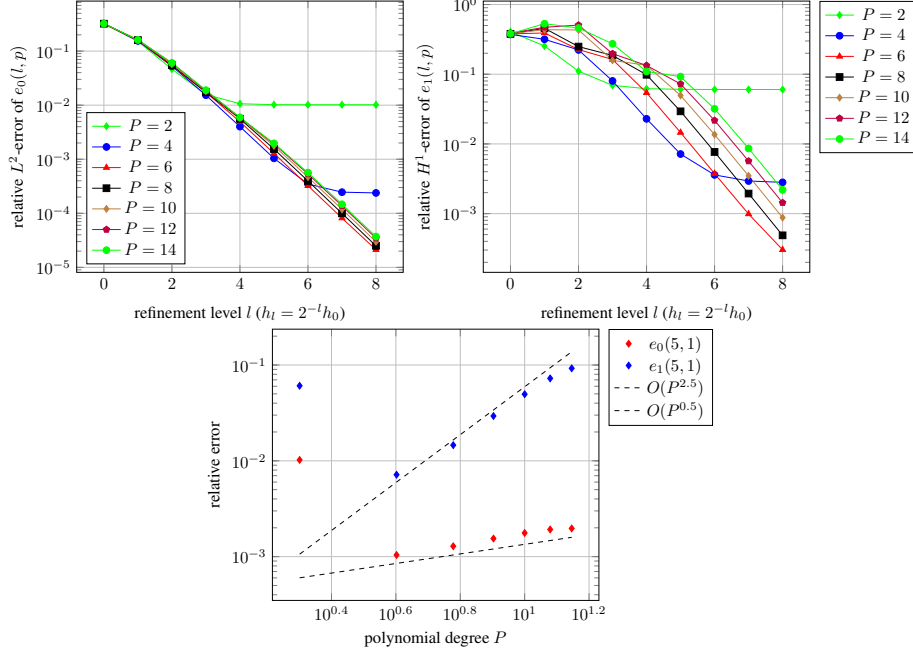 10^{-1}
10^{-2}
10^{-3}
10^{-4}
10^{-5}
relative L^2-error of e_0(l, p)
P = 2
P = 4
P = 6
P = 8
P = 10
P = 12
P = 14
0 2 4 6 8
refinement level l (h_l = 2^{-l}h_0)
10^0
10^{-1}
10^{-2}
10^{-3}
relative H^1-error of e_1(l, p)
0 2 4 6 8
refinement level l (h_l = 2^{-l}h_0)
P = 2
P = 4
P = 6
P = 8
P = 10
P = 12
P = 14
10^{-1}
10^{-2}
10^{-3}
relative error
10^{0.4} 10^{0.6} 10^{0.8} 10^1 10^{1.2}
polynomial degree P
e_0(5, 1)
e_1(5, 1)
O(P^{2.5})
O(P^{0.5})